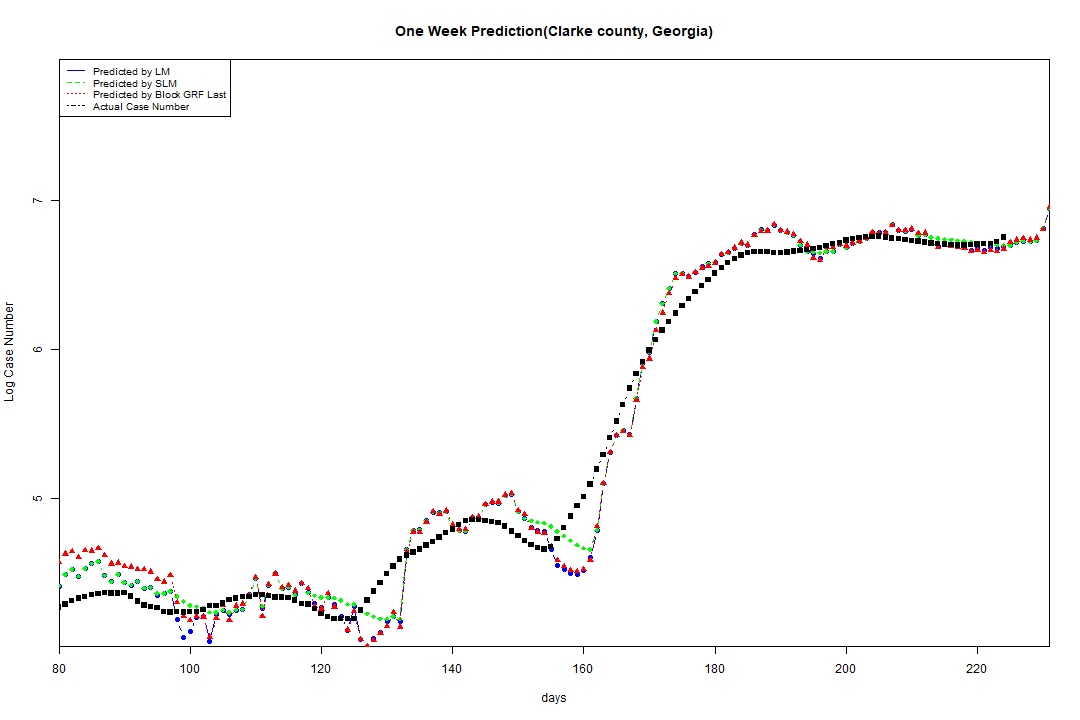 One Week Prediction(Clarke county, Georgia)
Predicted by LM
Predicted by SLM
Predicted by Block GRF Last
Actual Case Number
7
6
5
Log Case Number
80 100 120 140 160 180 200 220
days